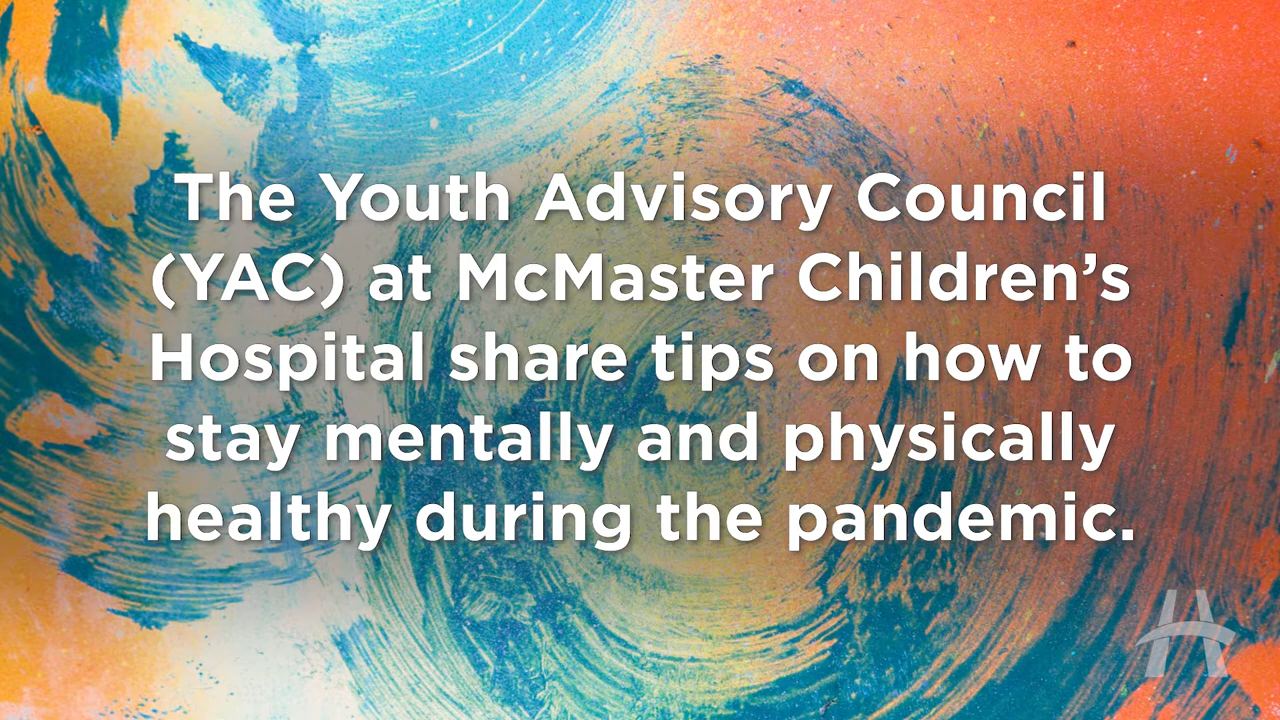 The Youth Advisory Council
(YAC) at McMaster Children’s
Hospital share tips on how to
stay mentally and physically
healthy during the pandemic.